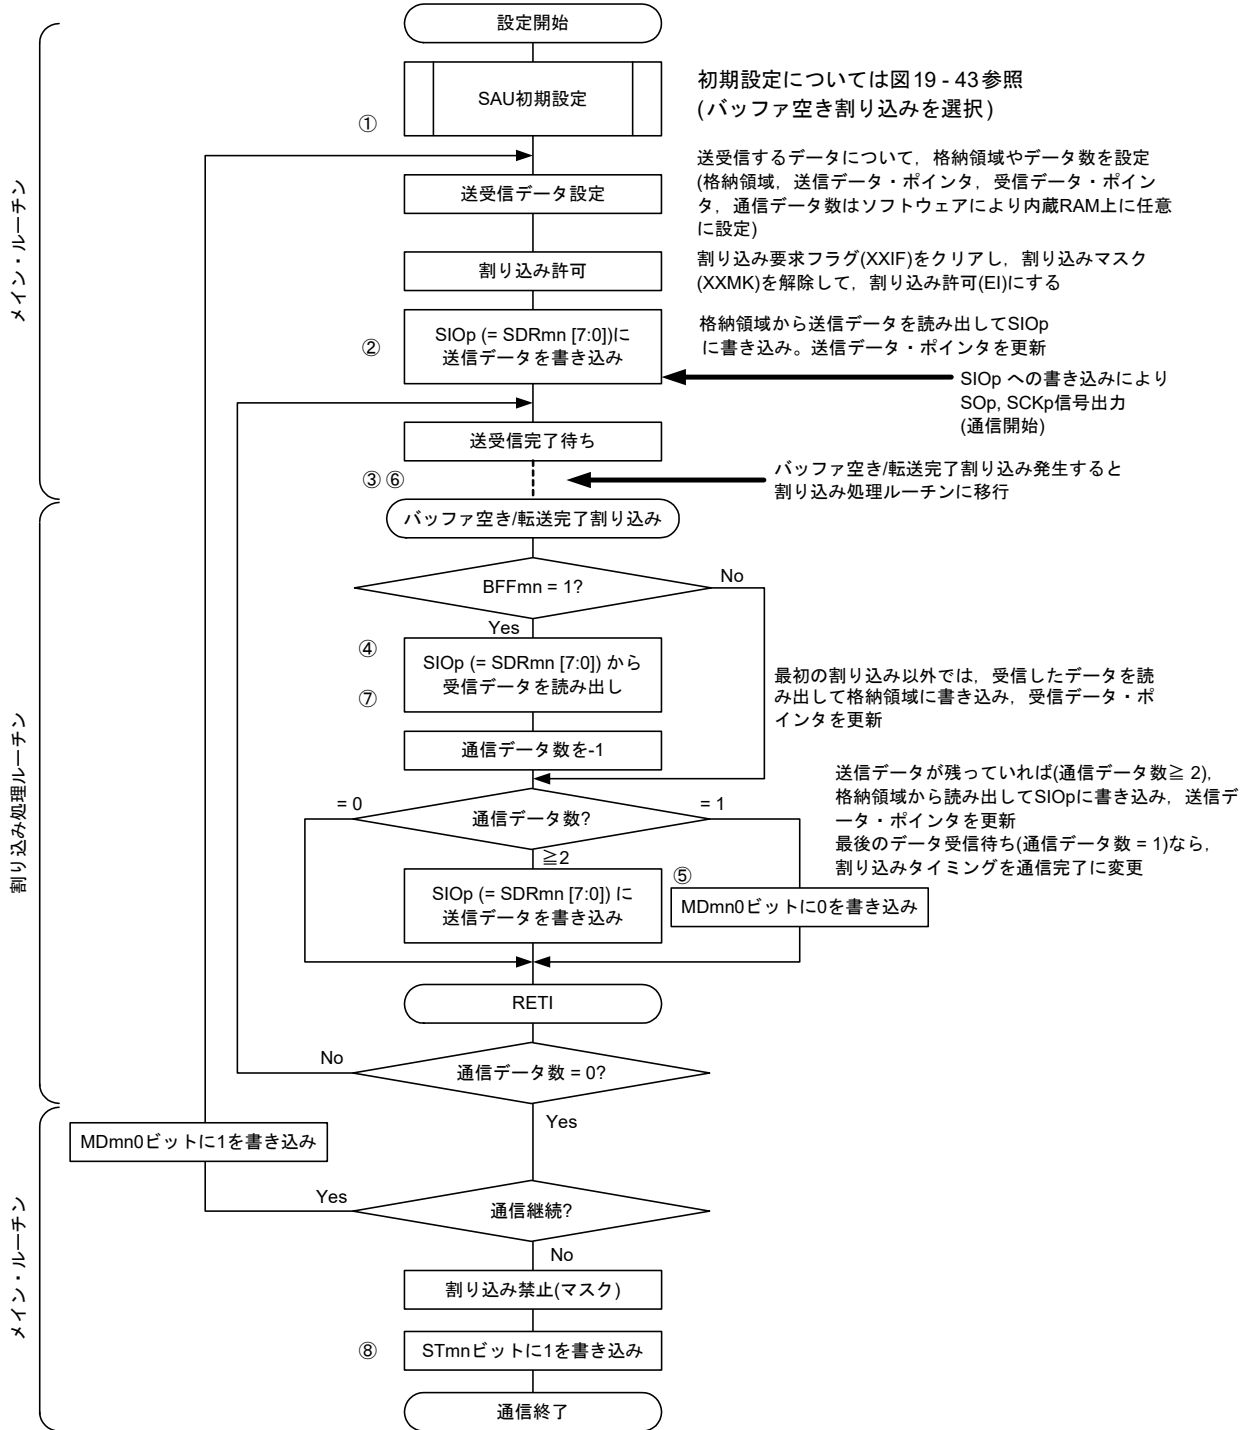 設定開始
SAU初期設定
初期設定については図19 - 43参照
(バッファ空き割り込みを選択)
①
送受信するデータについて，格納領域やデータ数を設定
(格納領域，送信データ・ポインタ，受信データ・ポイン
タ，通信データ数はソフトウェアにより内蔵RAM上に任意
に設定)
送受信データ設定
メイン・ルーチン
割り込み許可
割り込み要求フラグ(XXIF)をクリアし，割り込みマスク
(XXMK)を解除して，割り込み許可(EI)にする
②
SIOp (= SDRmn [7:0])に
送信データを書き込み
格納領域から送信データを読み出してSIOp
に書き込み。送信データ・ポインタを更新
SIOp への書き込みにより
SOp, SCKp信号出力
(通信開始)
送受信完了待ち
③ ⑥
バッファ空き/転送完了割り込み発生すると
割り込み処理ルーチンに移行
バッファ空き/転送完了割り込み
BFFmn = 1?
No
Yes
④
SIOp (= SDRmn [7:0]) から
受信データを読み出し
⑦
最初の割り込み以外では，受信したデータを読
み出して格納領域に書き込み，受信データ・ポ
インタを更新
通信データ数を-1
割り込み処理ルーチン
= 0
通信データ数?
= 1
≧2
送信データが残っていれば(通信データ数≧ 2),
格納領域から読み出してSIOpに書き込み，送信デ
ータ・ポインタを更新
最後のデータ受信待ち(通信データ数 = 1)なら,
割り込みタイミングを通信完了に変更
SIOp (= SDRmn [7:0]) に
送信データを書き込み
⑤
MDmn0ビットに0を書き込み
RETI
No
通信データ数 = 0?
Yes
MDmn0ビットに1を書き込み
メイン・ルーチン
Yes
通信継続?
No
割り込み禁止(マスク)
⑧
STmnビットに1を書き込み
通信終了